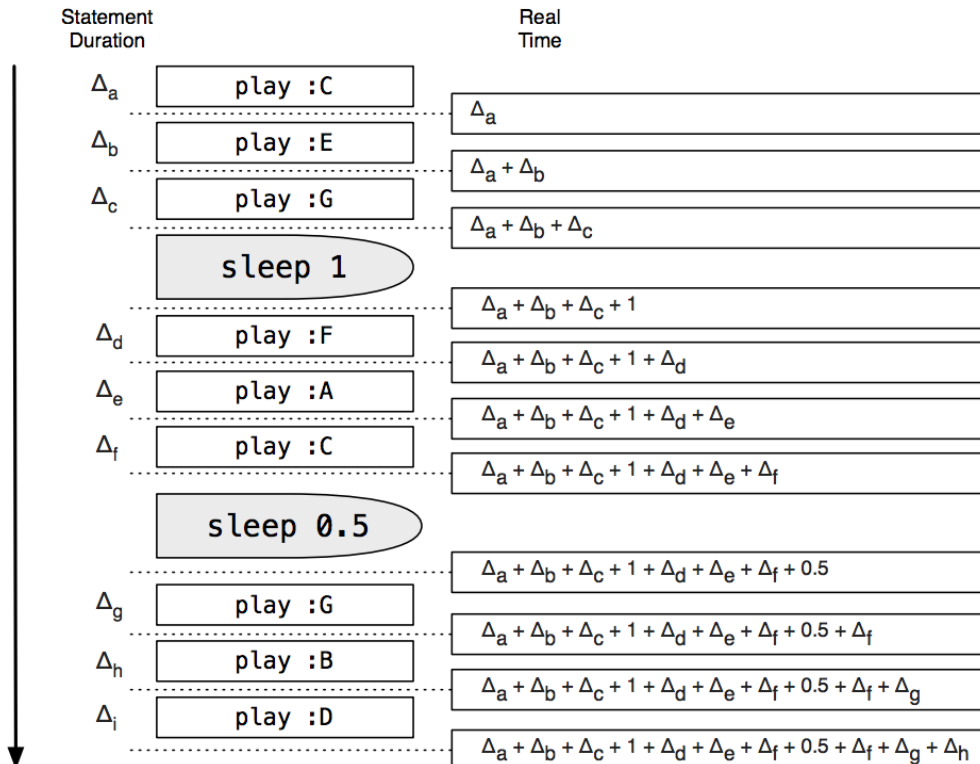 Statement
Duration
Real
Time
Δa
play :C
Δa
Δb
play :E
Δa + Δb
Δc
play :G
Δa + Δb + Δc
sleep 1
Δa + Δb + Δc + 1
Δd
play :F
Δa + Δb + Δc + 1 + Δd
Δe
play :A
Δa + Δb + Δc + 1 + Δd + Δe
Δf
play :C
Δa + Δb + Δc + 1 + Δd + Δe + Δf
sleep 0.5
Δa + Δb + Δc + 1 + Δd + Δe + Δf + 0.5
Δg
play :G
Δa + Δb + Δc + 1 + Δd + Δe + Δf + 0.5 + Δf
Δh
play :B
Δa + Δb + Δc + 1 + Δd + Δe + Δf + 0.5 + Δf + Δg
Δi
play :D
Δa + Δb + Δc + 1 + Δd + Δe + Δf + 0.5 + Δf + Δg + Δh